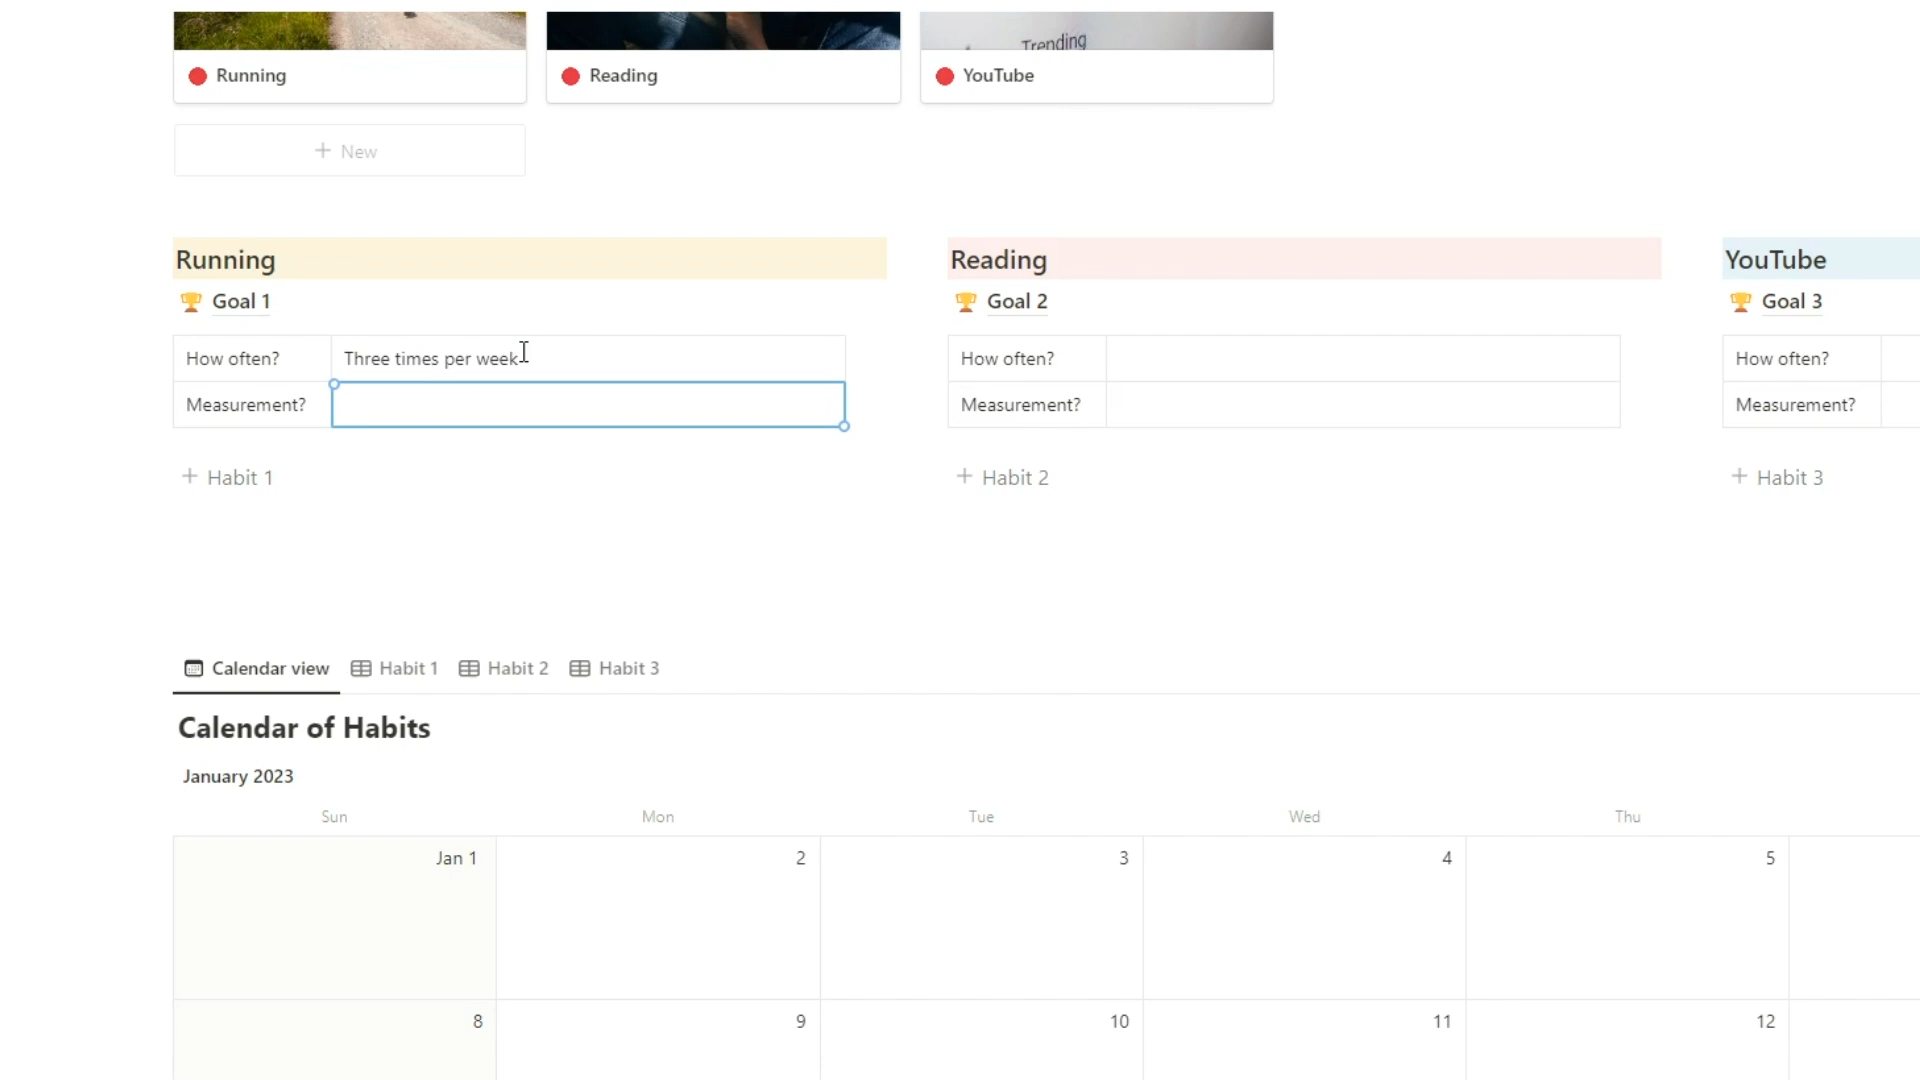 Trending
Running
Reading
YouTube
+ New
Running
Reading
YouTube
Goal 1
Goal 2
Goal 3
How often?
Three times per week
How often?
How often?
Measurement?
Measurement?
Measurement?
+ Habit 1
+ Habit 2
+ Habit 3
Calendar view
Habit 1
Habit 2
Habit 3
Calendar of Habits
January 2023
Sun
Mon
Tue
Wed
Thu
Jan 1
2
3
4
5
8
9
10
11
12